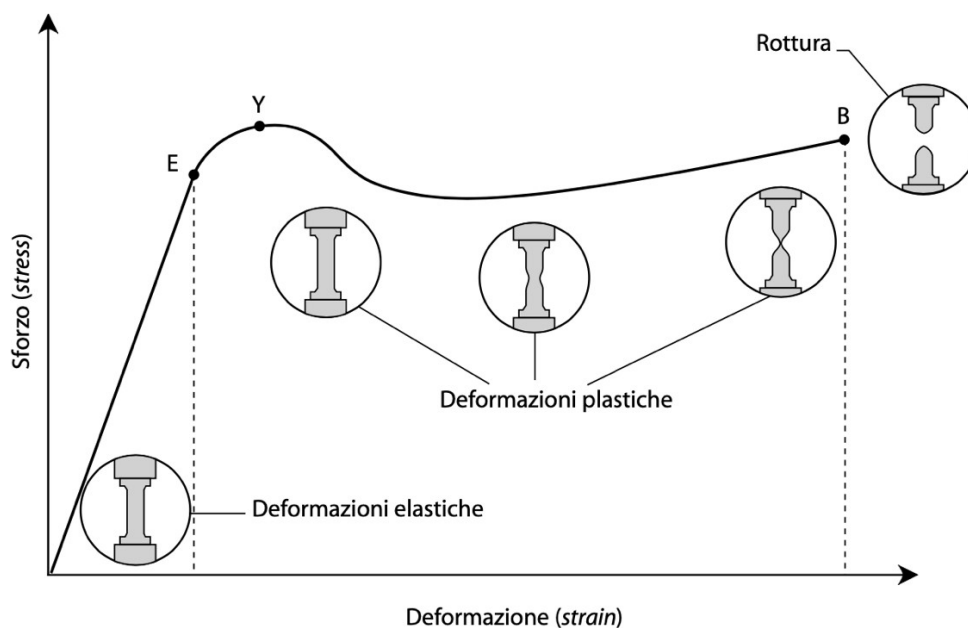 Rottura
Y
B
E
Sforzo (stress)
Deformazioni plastiche
Deformazioni elastiche
Deformazione (strain)